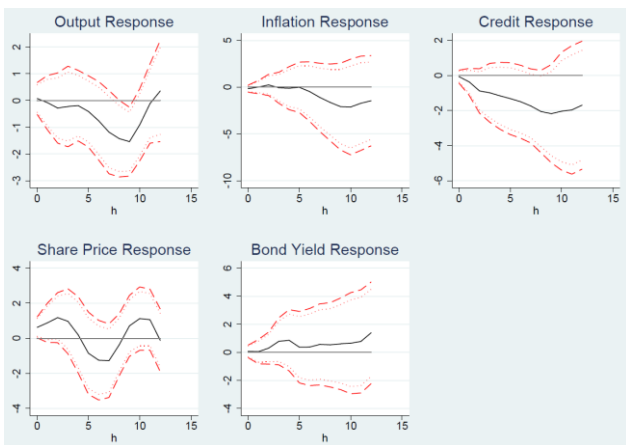 Output Response
Inflation Response
Credit Response
2
1
0
-1
-2
-3
0 5 10 15
h
5
0
-5
-10
0 5 10 15
h
2
0
-2
-4
-6
0 5 10 15
h
Share Price Response
Bond Yield Response
4
2
0
-2
-4
0 5 10 15
h
6
4
2
0
-2
-4
0 5 10 15
h